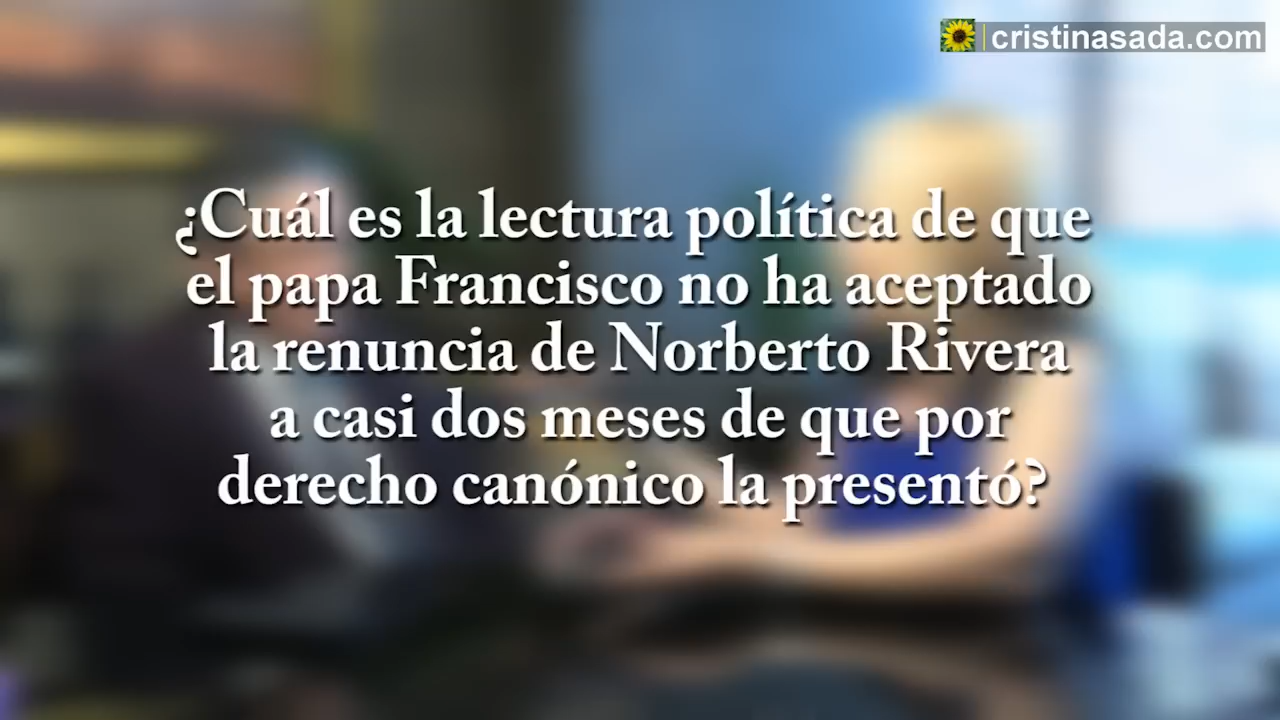 cristinasada.com
¿Cuál es la lectura política de que
el papa Francisco no ha aceptado
la renuncia de Norberto Rivera
a casi dos meses de que por
derecho canónico la presentó?